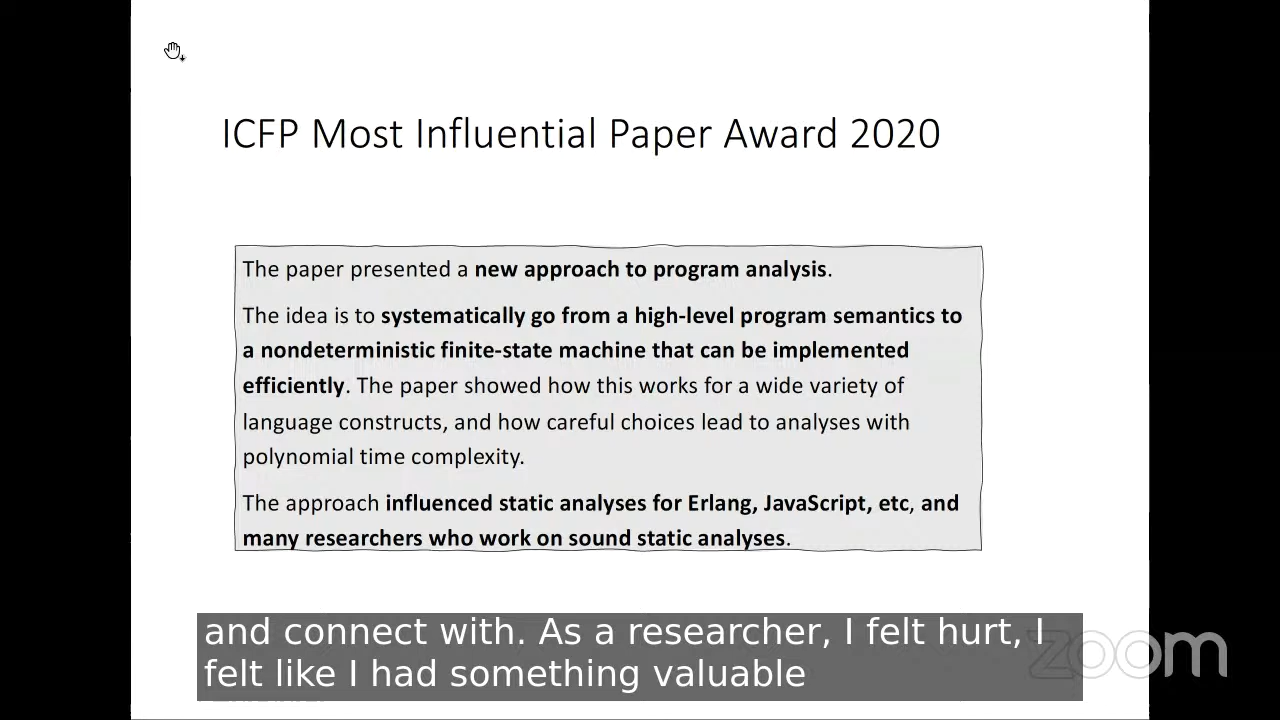 ICFP Most Influential Paper Award 2020
The paper presented a new approach to program analysis.
The idea is to systematically go from a high-level program semantics to
a nondeterministic finite-state machine that can be implemented
efficiently. The paper showed how this works for a wide variety of
language constructs, and how careful choices lead to analyses with
polynomial time complexity.
The approach influenced static analyses for Erlang, JavaScript, etc, and
many researchers who work on sound static analyses.
and connect with. As a researcher, I felt hurt, I
felt like I had something valuable
zoom